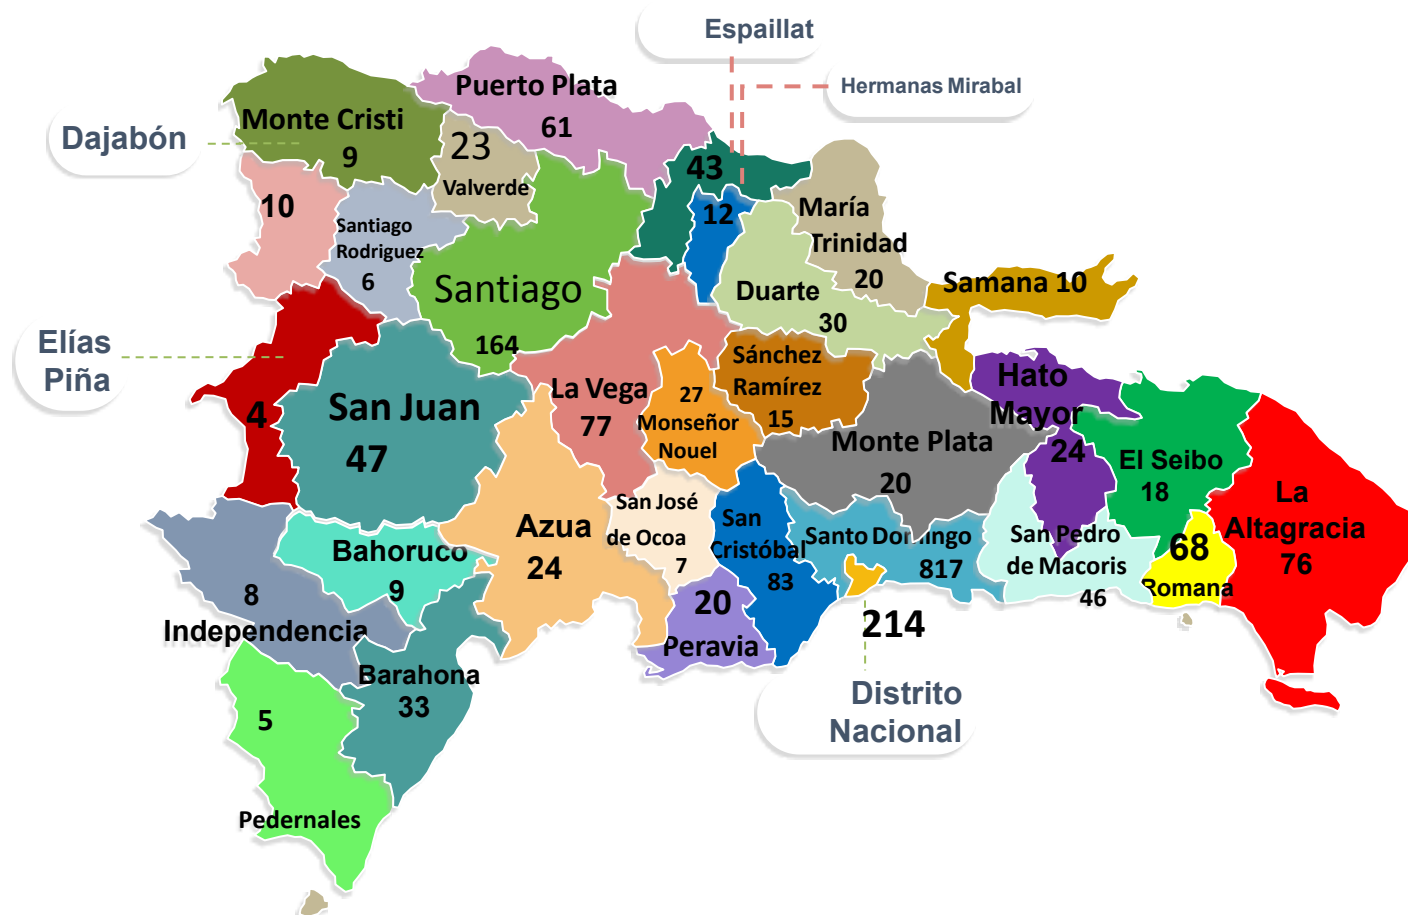 Espaillat
Hermanas Mirabal
Puerto Plata
61
Monte Cristi
9
Dajabón
23
Valverde
43
10
12
María
Trinidad
20
Santiago
Rodriguez
6
Santiago
164
Duarte
30
Samana 10
Elías
Piña
4
San Juan
47
La Vega
77
27
Monseñor
Nouel
Sánchez
Ramírez
15
Hato
Mayor
24
Monte Plata
20
El Seibo
18
La
Altagracia
76
Azua
24
San José
de Ocoa
7
San
Cristóbal
83
Santo Domingo
817
San Pedro
de Macoris
46
68
Romana
Bahoruco
9
8
Independencia
20
Peravia
214
Distrito
Nacional
Barahona
33
5
Pedernales